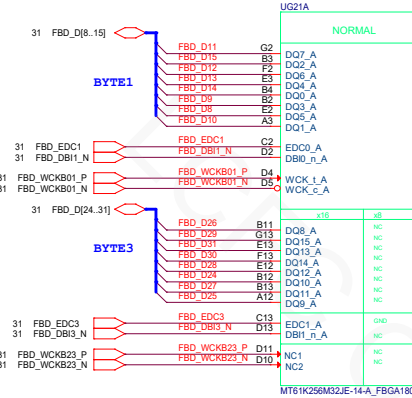 UG21A
NORMAL
31 FBD_D[8..15]
BYTE1
FBD_D11 G2 DQ7_A
FBD_D15 B3 DQ2_A
FBD_D12 F2 DQ6_A
FBD_D13 E3 DQ4_A
FBD_D14 B4 DQ0_A
FBD_D9 B2 DQ3_A
FBD_D8 E2 DQ5_A
FBD_D10 A3 DQ1_A
31 FBD_EDC1 FBD_EDC1 C2 EDC0_A
31 FBD_DBI1_N FBD_DBI1_N D2 DBI0_n_A
31 FBD_WCKB01_P FBD_WCKB01_P D4 WCK_t_A
31 FBD_WCKB01_N FBD_WCKB01_N D5 WCK_c_A
31 FBD_D[24..31]
BYTE3
x16 x8
FBD_D26 B11 DQ8_A NC
FBD_D29 G13 DQ15_A NC
FBD_D31 E13 DQ13_A NC
FBD_D30 F13 DQ14_A NC
FBD_D28 E12 DQ12_A NC
FBD_D24 B12 DQ10_A NC
FBD_D27 B13 DQ11_A NC
FBD_D25 A12 DQ9_A NC
31 FBD_EDC3 FBD_EDC3 C13 EDC1_A GND
31 FBD_DBI3_N FBD_DBI3_N D13 DBI1_n_A NC
31 FBD_WCKB23_P FBD_WCKB23_P D11 NC1 NC
31 FBD_WCKB23_N FBD_WCKB23_N D10 NC2 NC
MT61K256M32JE-14-A_FBGA180